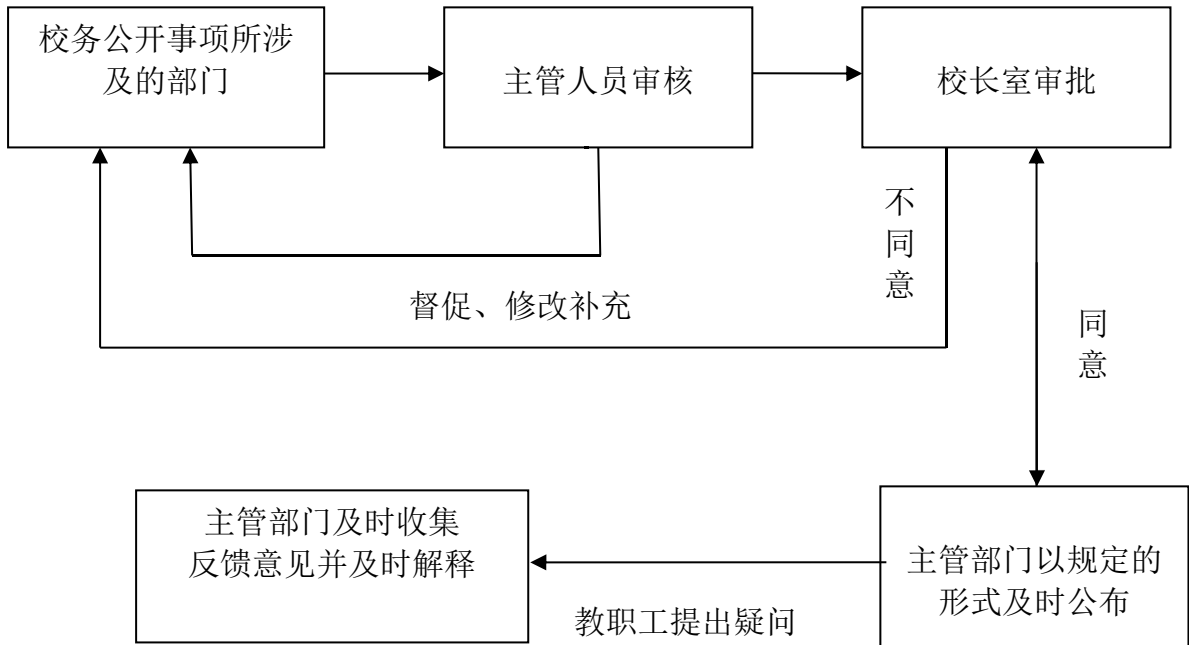 校务公开事项所涉
及的部门
主管人员审核
校长室审批
不
同
意
督促、修改补充
同
意
主管部门及时收集
反馈意见并及时解释
主管部门以规定的
形式及时公布
教职工提出疑问